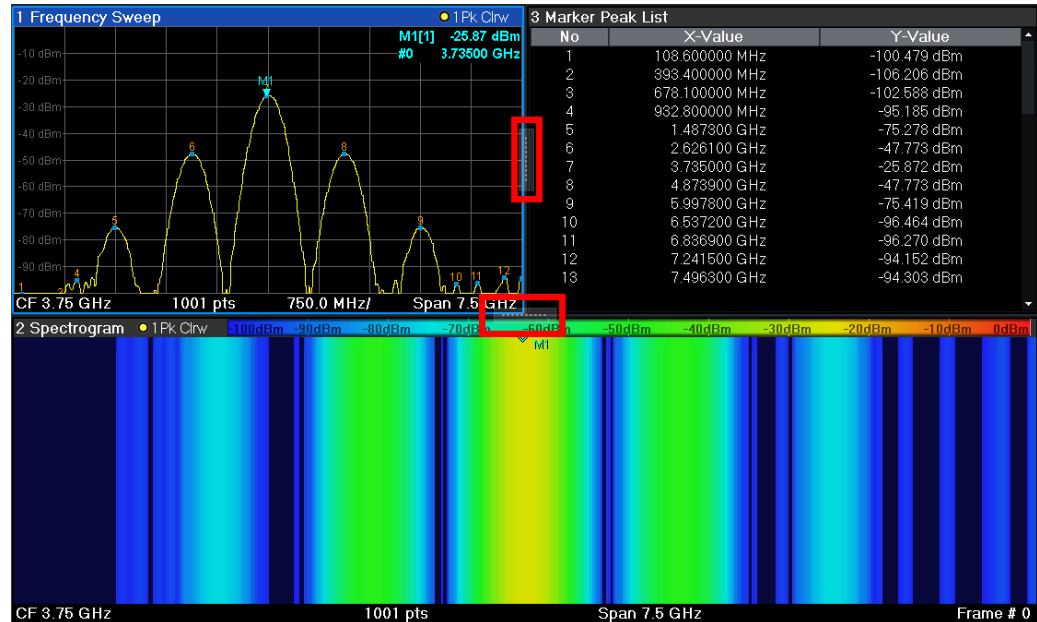 1 Frequency Sweep
1Pk Clrw
M1[1] -25.87 dBm
#0 3.73500 GHz
-10 dBm
-20 dBm
-30 dBm
-40 dBm
-50 dBm
-60 dBm
-70 dBm
-80 dBm
-90 dBm
M1
6 8
5 9
4 10 11 12
1 2
CF 3.75 GHz 1001 pts 750.0 MHz/ Span 7.5 GHz
3 Marker Peak List
No X-Value Y-Value
1 108.600000 MHz -100.479 dBm
2 393.400000 MHz -106.206 dBm
3 678.100000 MHz -102.588 dBm
4 932.800000 MHz -95.185 dBm
5 1.487300 GHz -75.278 dBm
6 2.626100 GHz -47.773 dBm
7 3.735000 GHz -25.872 dBm
8 4.873900 GHz -47.773 dBm
9 5.997800 GHz -75.419 dBm
10 6.537200 GHz -96.464 dBm
11 6.836900 GHz -96.270 dBm
12 7.241500 GHz -94.152 dBm
13 7.496300 GHz -94.303 dBm
2 Spectrogram 1Pk Clrw -100dBm -90dBm -80dBm -70dBm -60dBm -50dBm -40dBm -30dBm -20dBm -10dBm 0dBm
M1
CF 3.75 GHz 1001 pts Span 7.5 GHz Frame # 0